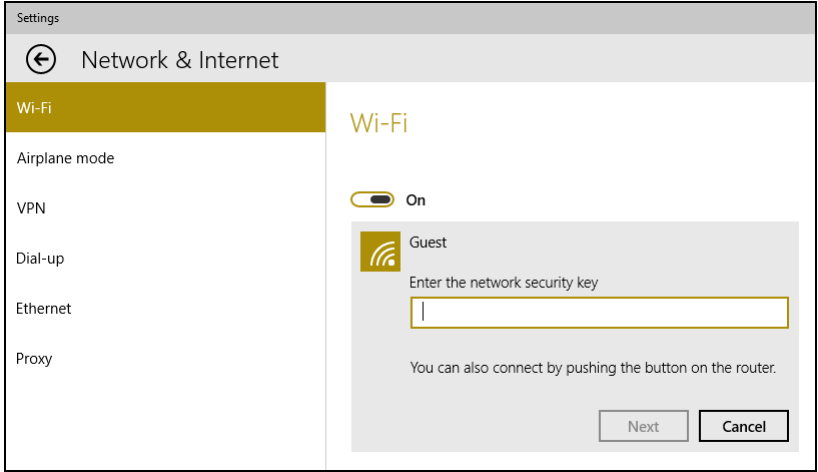 Settings
Network & Internet
Wi-Fi
Airplane mode
VPN
Dial-up
Ethernet
Proxy
Wi-Fi
On
Guest
Enter the network security key
You can also connect by pushing the button on the router.
Next
Cancel